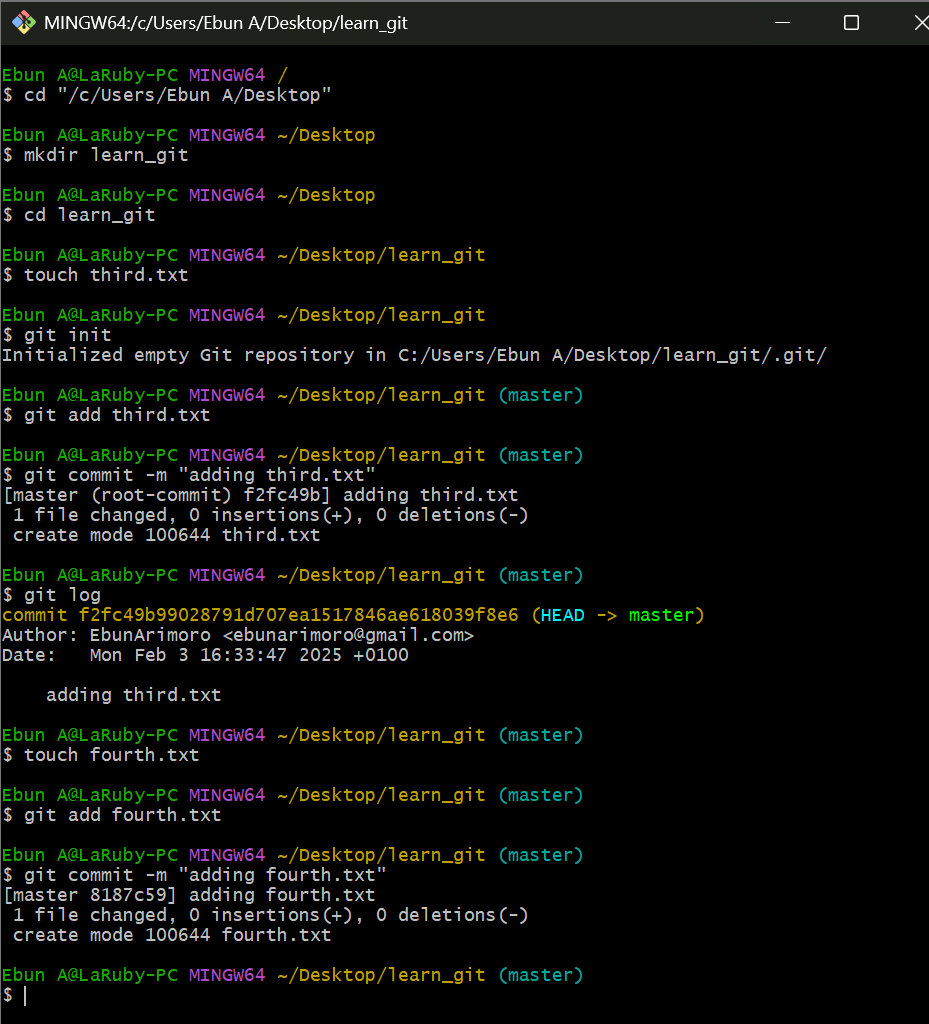 MINGW64:/c/Users/Ebun A/Desktop/learn_git
Ebun A@LaRuby-PC MINGW64 /
$ cd "/c/Users/Ebun A/Desktop"
Ebun A@LaRuby-PC MINGW64 ~/Desktop
$ mkdir learn_git
Ebun A@LaRuby-PC MINGW64 ~/Desktop
$ cd learn_git
Ebun A@LaRuby-PC MINGW64 ~/Desktop/learn_git
$ touch third.txt
Ebun A@LaRuby-PC MINGW64 ~/Desktop/learn_git
$ git init
Initialized empty Git repository in C:/Users/Ebun A/Desktop/learn_git/.git/
Ebun A@LaRuby-PC MINGW64 ~/Desktop/learn_git (master)
$ git add third.txt
Ebun A@LaRuby-PC MINGW64 ~/Desktop/learn_git (master)
$ git commit -m "adding third.txt"
[master (root-commit) f2fc49b] adding third.txt
 1 file changed, 0 insertions(+), 0 deletions(-)
 create mode 100644 third.txt
Ebun A@LaRuby-PC MINGW64 ~/Desktop/learn_git (master)
$ git log
commit f2fc49b99028791d707ea1517846ae618039f8e6 (HEAD -> master)
Author: EbunArimoro <ebunarimoro@gmail.com>
Date:   Mon Feb 3 16:33:47 2025 +0100
    adding third.txt
Ebun A@LaRuby-PC MINGW64 ~/Desktop/learn_git (master)
$ touch fourth.txt
Ebun A@LaRuby-PC MINGW64 ~/Desktop/learn_git (master)
$ git add fourth.txt
Ebun A@LaRuby-PC MINGW64 ~/Desktop/learn_git (master)
$ git commit -m "adding fourth.txt"
[master 8187c59] adding fourth.txt
 1 file changed, 0 insertions(+), 0 deletions(-)
 create mode 100644 fourth.txt
Ebun A@LaRuby-PC MINGW64 ~/Desktop/learn_git (master)
$